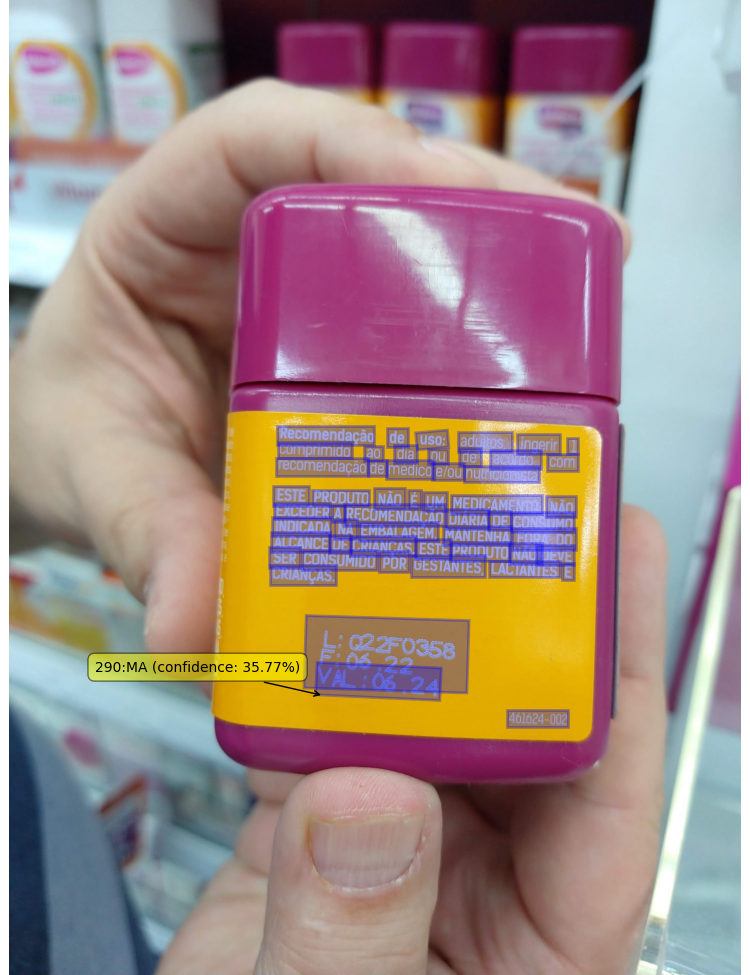 Recomendação de uso: adultos ingerir 1
comprimido ao dia ou de acordo com
recomendação de médico e/ou nutricionista
ESTE PRODUTO NÃO É UM MEDICAMENTO. NÃO
EXCEDER A RECOMENDAÇÃO DIÁRIA DE CONSUMO
INDICADA NA EMBALAGEM. MANTENHA FORA DO
ALCANCE DE CRIANÇAS. ESTE PRODUTO NÃO DEVE
SER CONSUMIDO POR GESTANTES, LACTANTES E
CRIANÇAS.
L:Q22F0358
F:06.22
VAL:06.24
290:MA (confidence: 35.77%)
461624-002